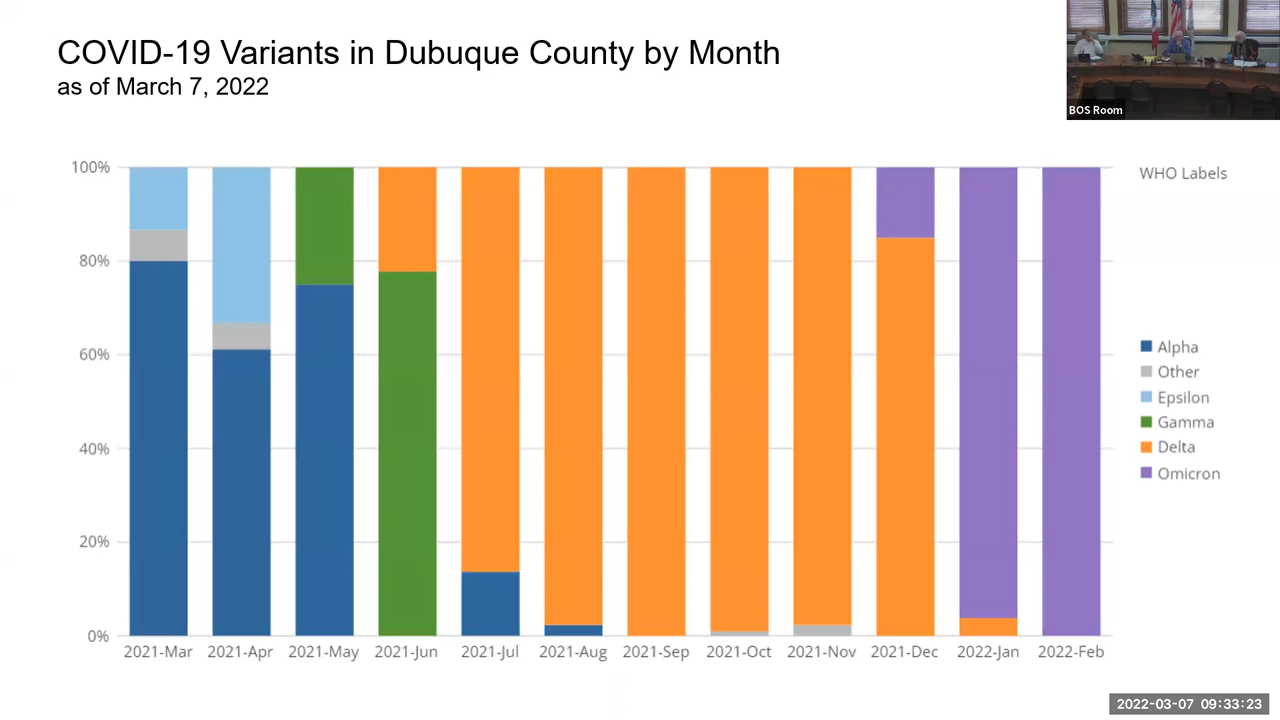 COVID-19 Variants in Dubuque County by Month
as of March 7, 2022
BOS Room
WHO Labels
100%
80%
60%
40%
20%
0%
2021-Mar 2021-Apr 2021-May 2021-Jun 2021-Jul 2021-Aug 2021-Sep 2021-Oct 2021-Nov 2021-Dec 2022-Jan 2022-Feb
Alpha
Other
Epsilon
Gamma
Delta
Omicron
2022-03-07 09:33:23